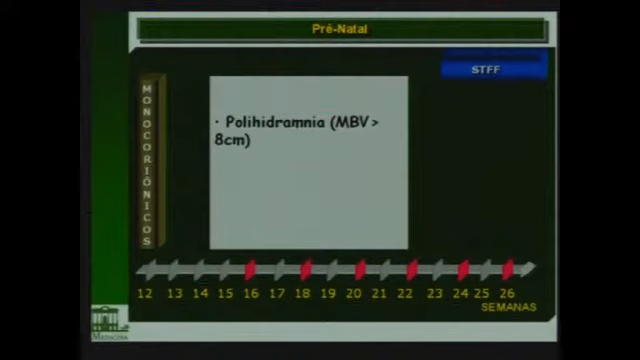 Pré-Natal
STFF
MONOCORIÔNICOS
• Polihidramnia (MBV >
8cm)
12 13 14 15 16 17 18 19 20 21 22 23 24 25 26
SEMANAS
MEDICINA